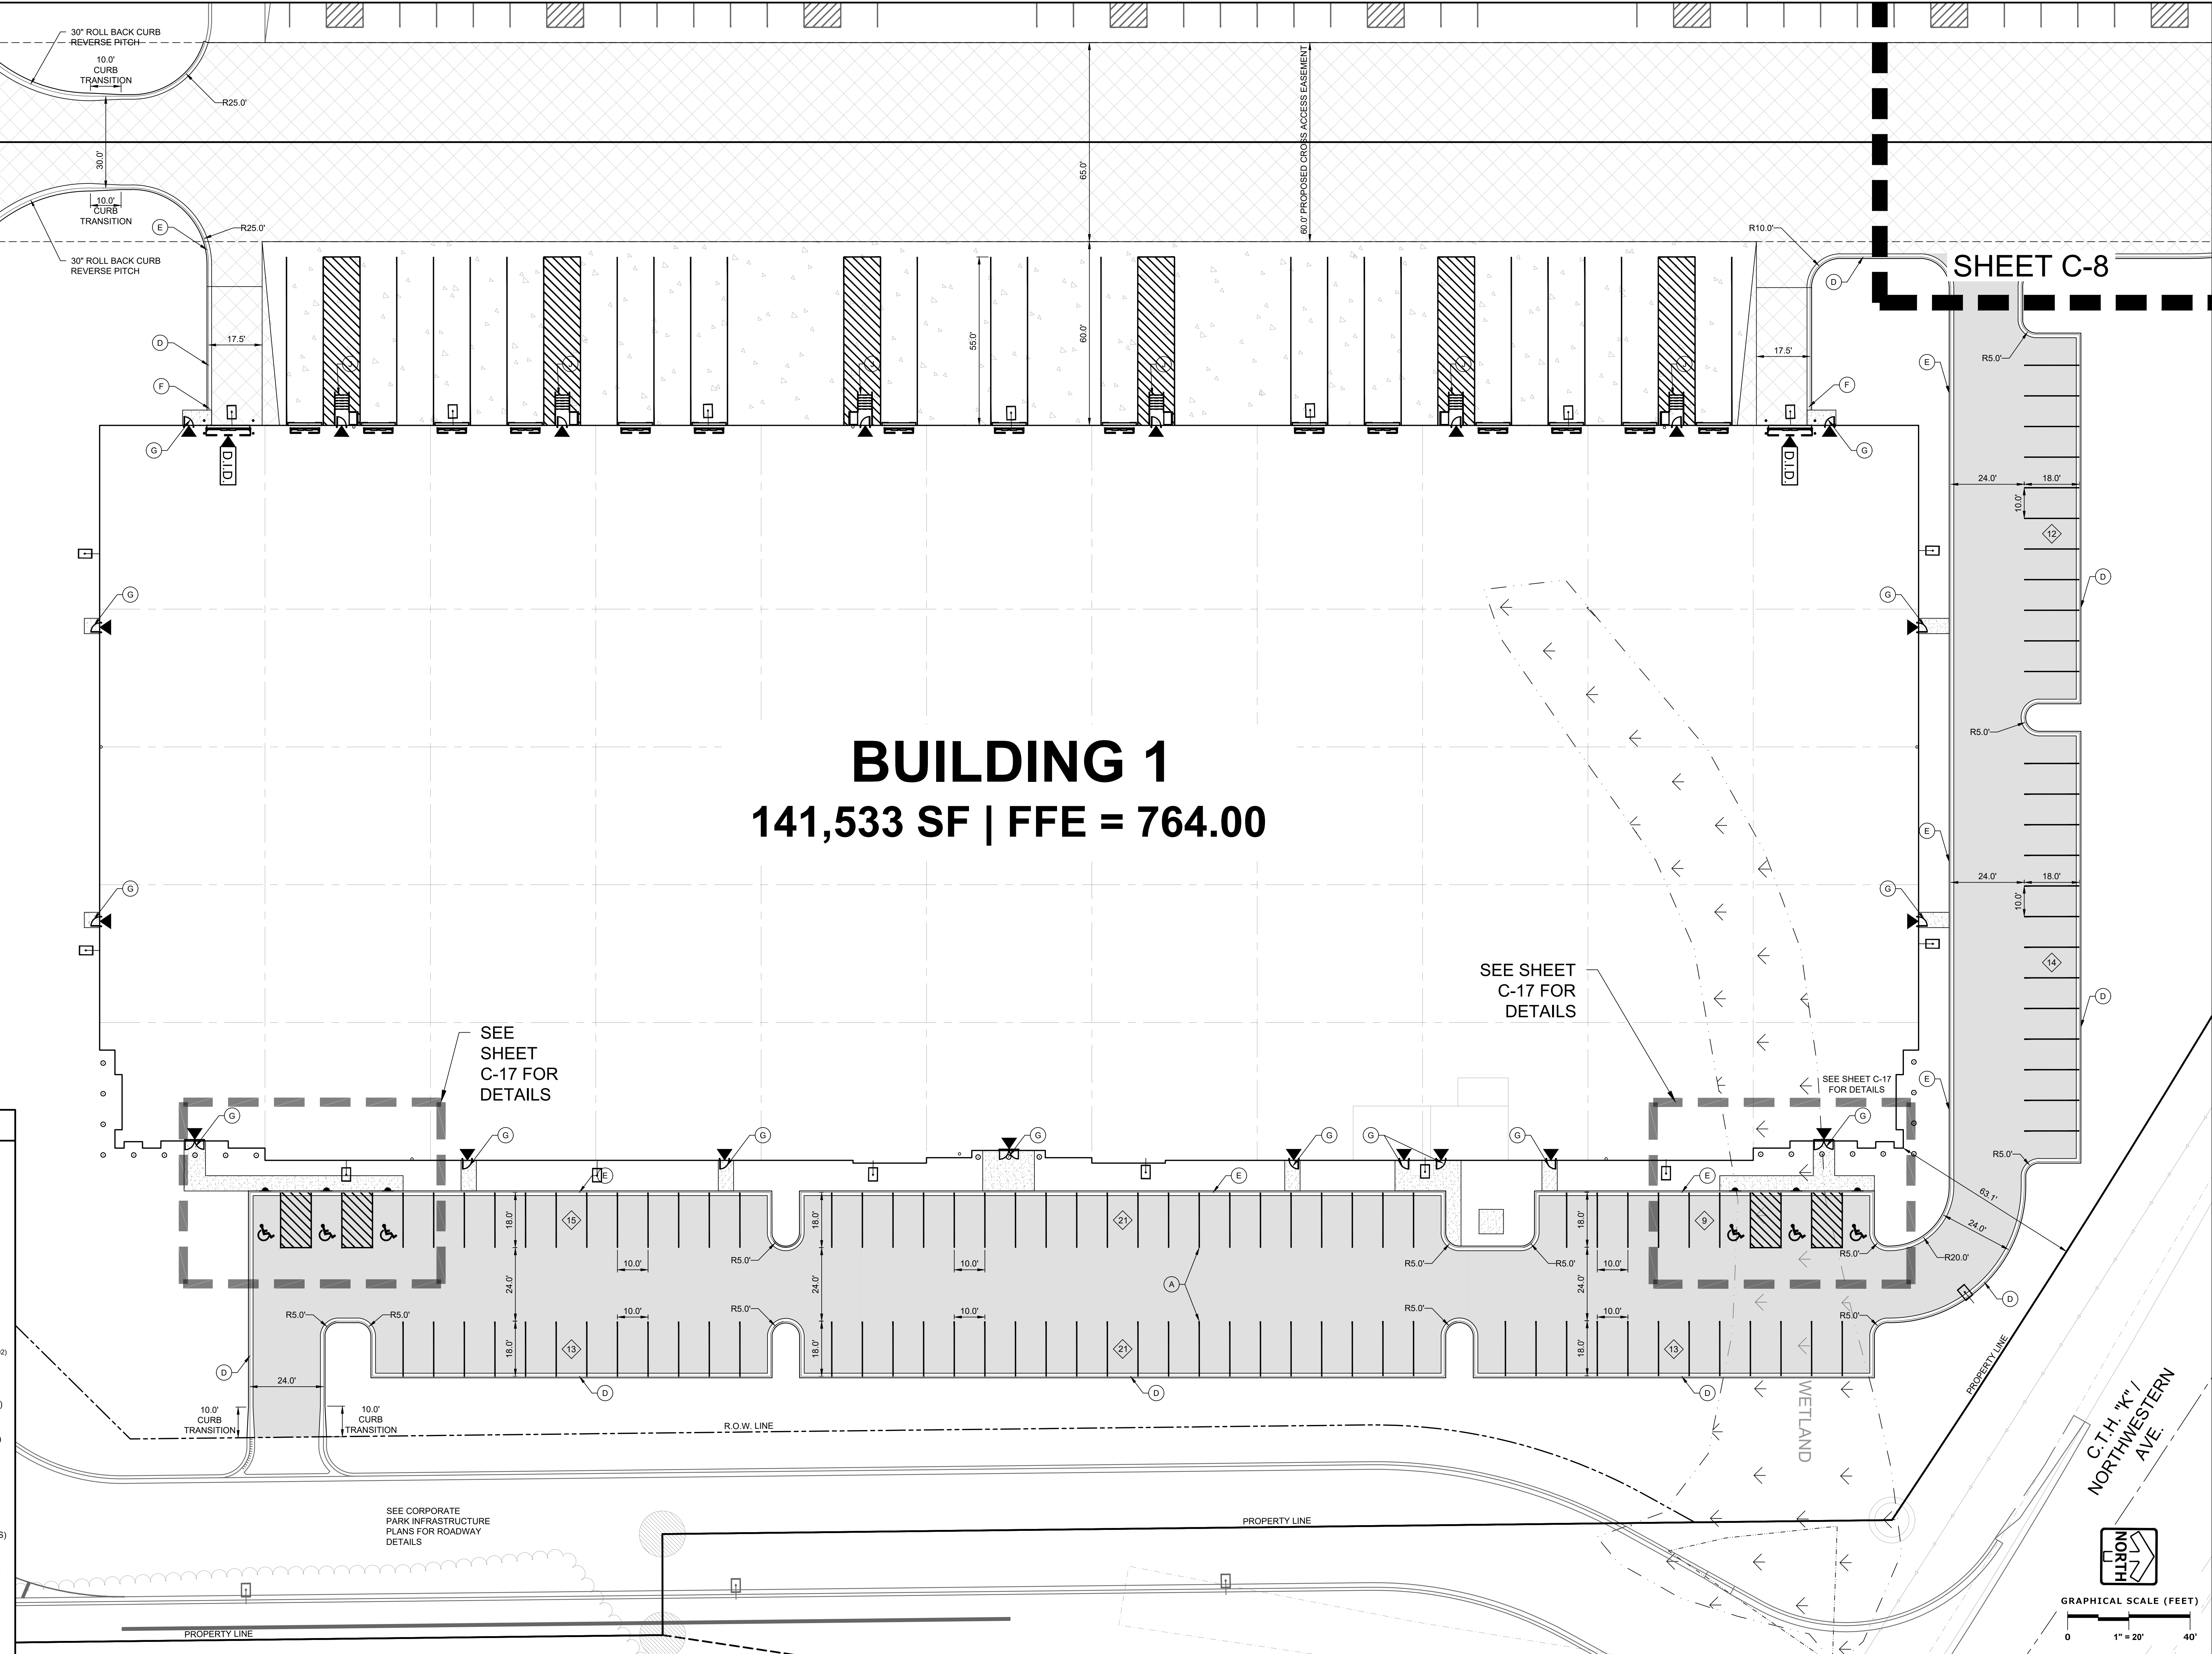 30" ROLL BACK CURB
REVERSE PITCH
10.0'
CURB
TRANSITION
R25.0'
30.0'
65.0'
60.0' PROPOSED CROSS ACCESS EASEMENT
10.0'
CURB
TRANSITION
E
R25.0'
30" ROLL BACK CURB
REVERSE PITCH
R10.0'
D
SHEET C-8
D
17.5'
55.0'
60.0'
17.5'
R5.0'
E
F
F
G
D.I.D.
D.I.D.
G
24.0'
18.0'
10.0'
12
D
G
G
R5.0'
BUILDING 1
141,533 SF | FFE = 764.00
E
24.0'
18.0'
10.0'
G
G
14
D
SEE SHEET
C-17 FOR
DETAILS
SEE
SHEET
C-17 FOR
DETAILS
SEE SHEET C-17
FOR DETAILS
E
G
G
G
G
G
G
G
G
R5.0'
E
E
E
63.1'
18.0'
15
18.0'
21
18.0'
9
24.0'
R5.0'
R5.0'
R5.0'
R5.0'
R20.0'
10.0'
10.0'
10.0'
24.0'
24.0'
A
24.0'
D
R5.0'
R5.0'
10.0'
R5.0'
10.0'
R5.0'
10.0'
R5.0'
18.0'
13
18.0'
21
18.0'
13
D
24.0'
D
D
D
PROPERTY LINE
10.0'
CURB
TRANSITION
10.0'
CURB
TRANSITION
R.O.W. LINE
WETLAND
C.T.H. "K" /
NORTHWESTERN
AVE.
SEE CORPORATE
PARK INFRASTRUCTURE
PLANS FOR ROADWAY
DETAILS
PROPERTY LINE
NORTH
GRAPHICAL SCALE (FEET)
0 1" = 20' 40'
PROPERTY LINE